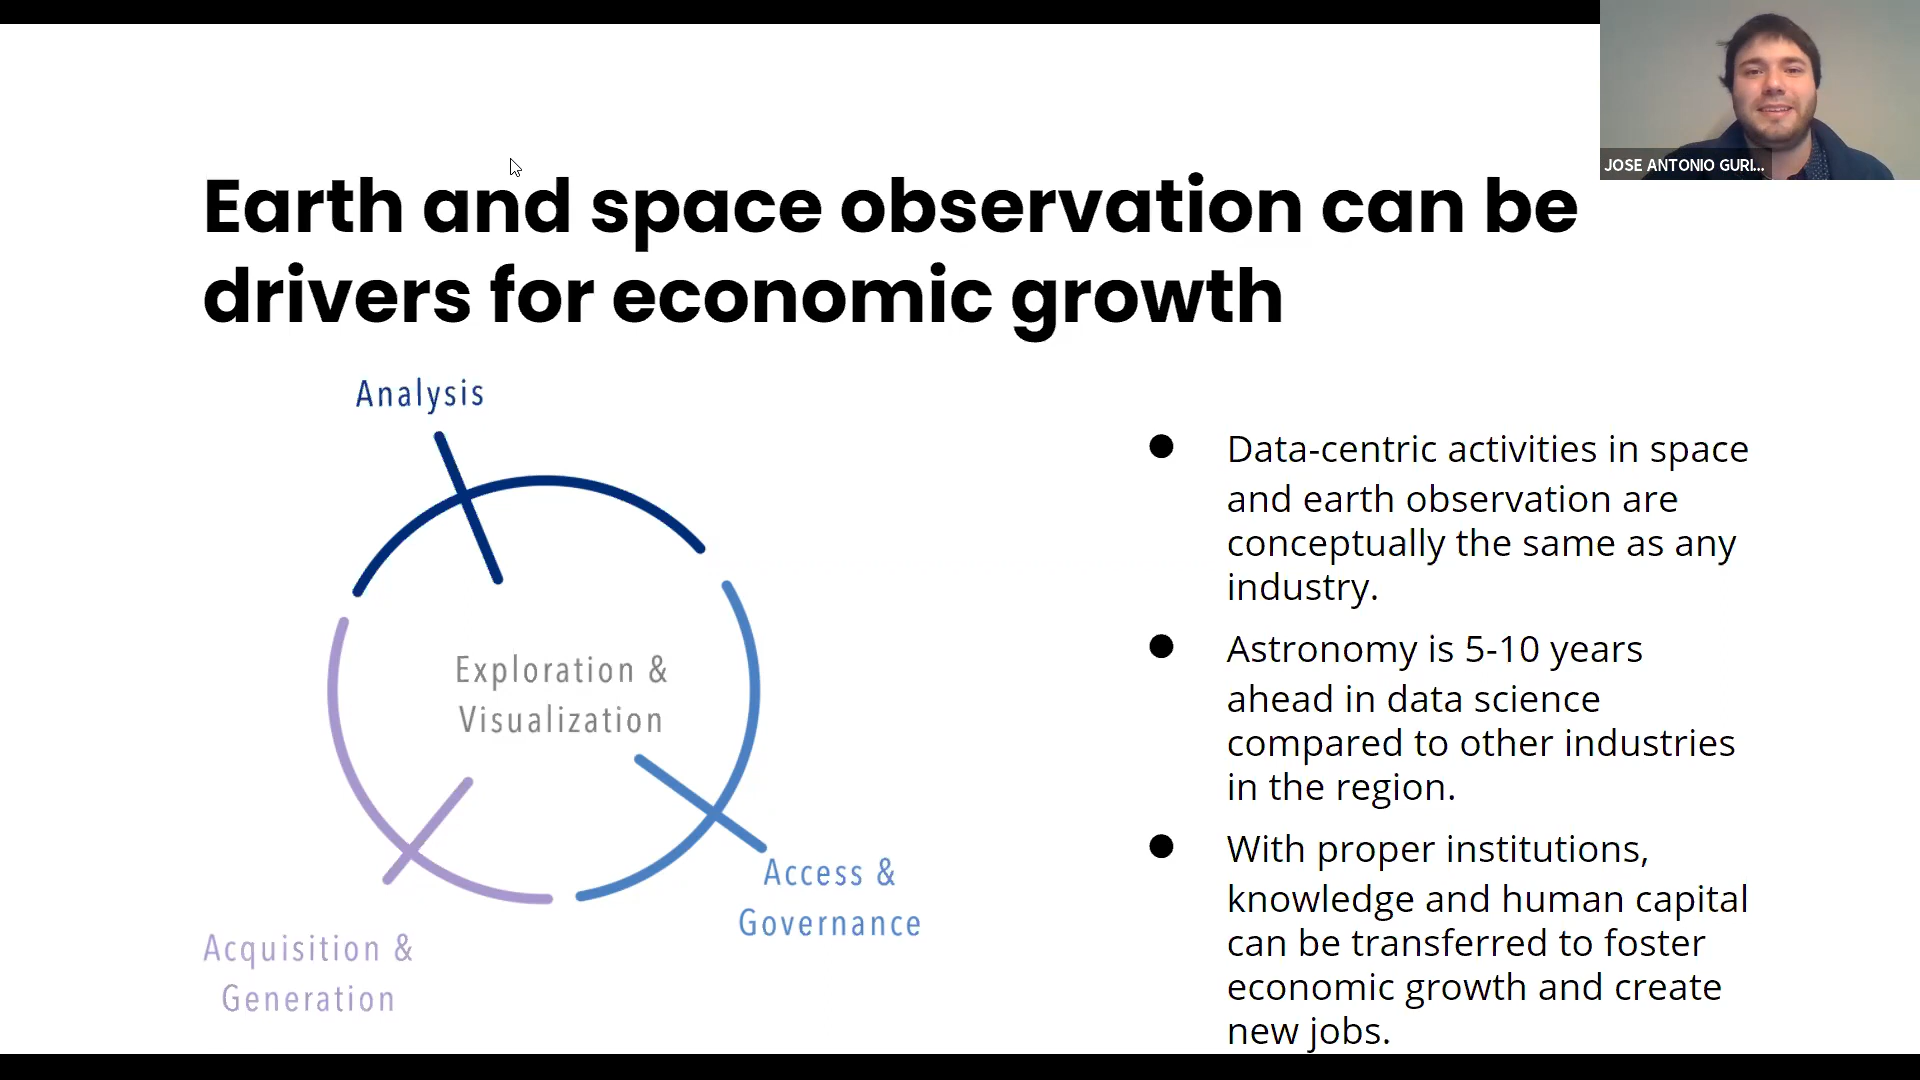 JOSE ANTONIO GURI...
Earth and space observation can be
drivers for economic growth
Analysis
Exploration &
Visualization
Access &
Governance
Acquisition &
Generation
● Data-centric activities in space
and earth observation are
conceptually the same as any
industry.
● Astronomy is 5-10 years
ahead in data science
compared to other industries
in the region.
● With proper institutions,
knowledge and human capital
can be transferred to foster
economic growth and create
new jobs.